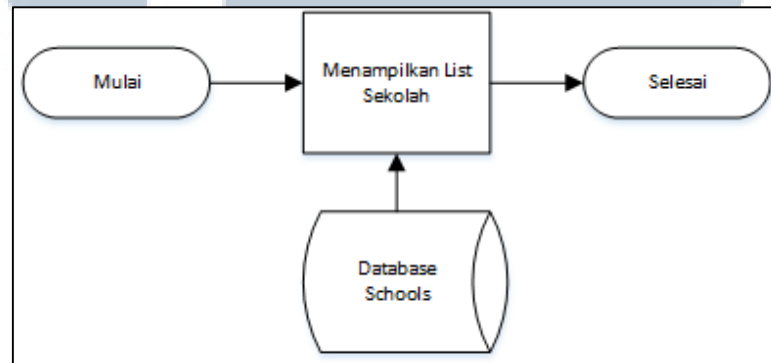 Mulai
Menampilkan List
Sekolah
Selesai
Database
Schools